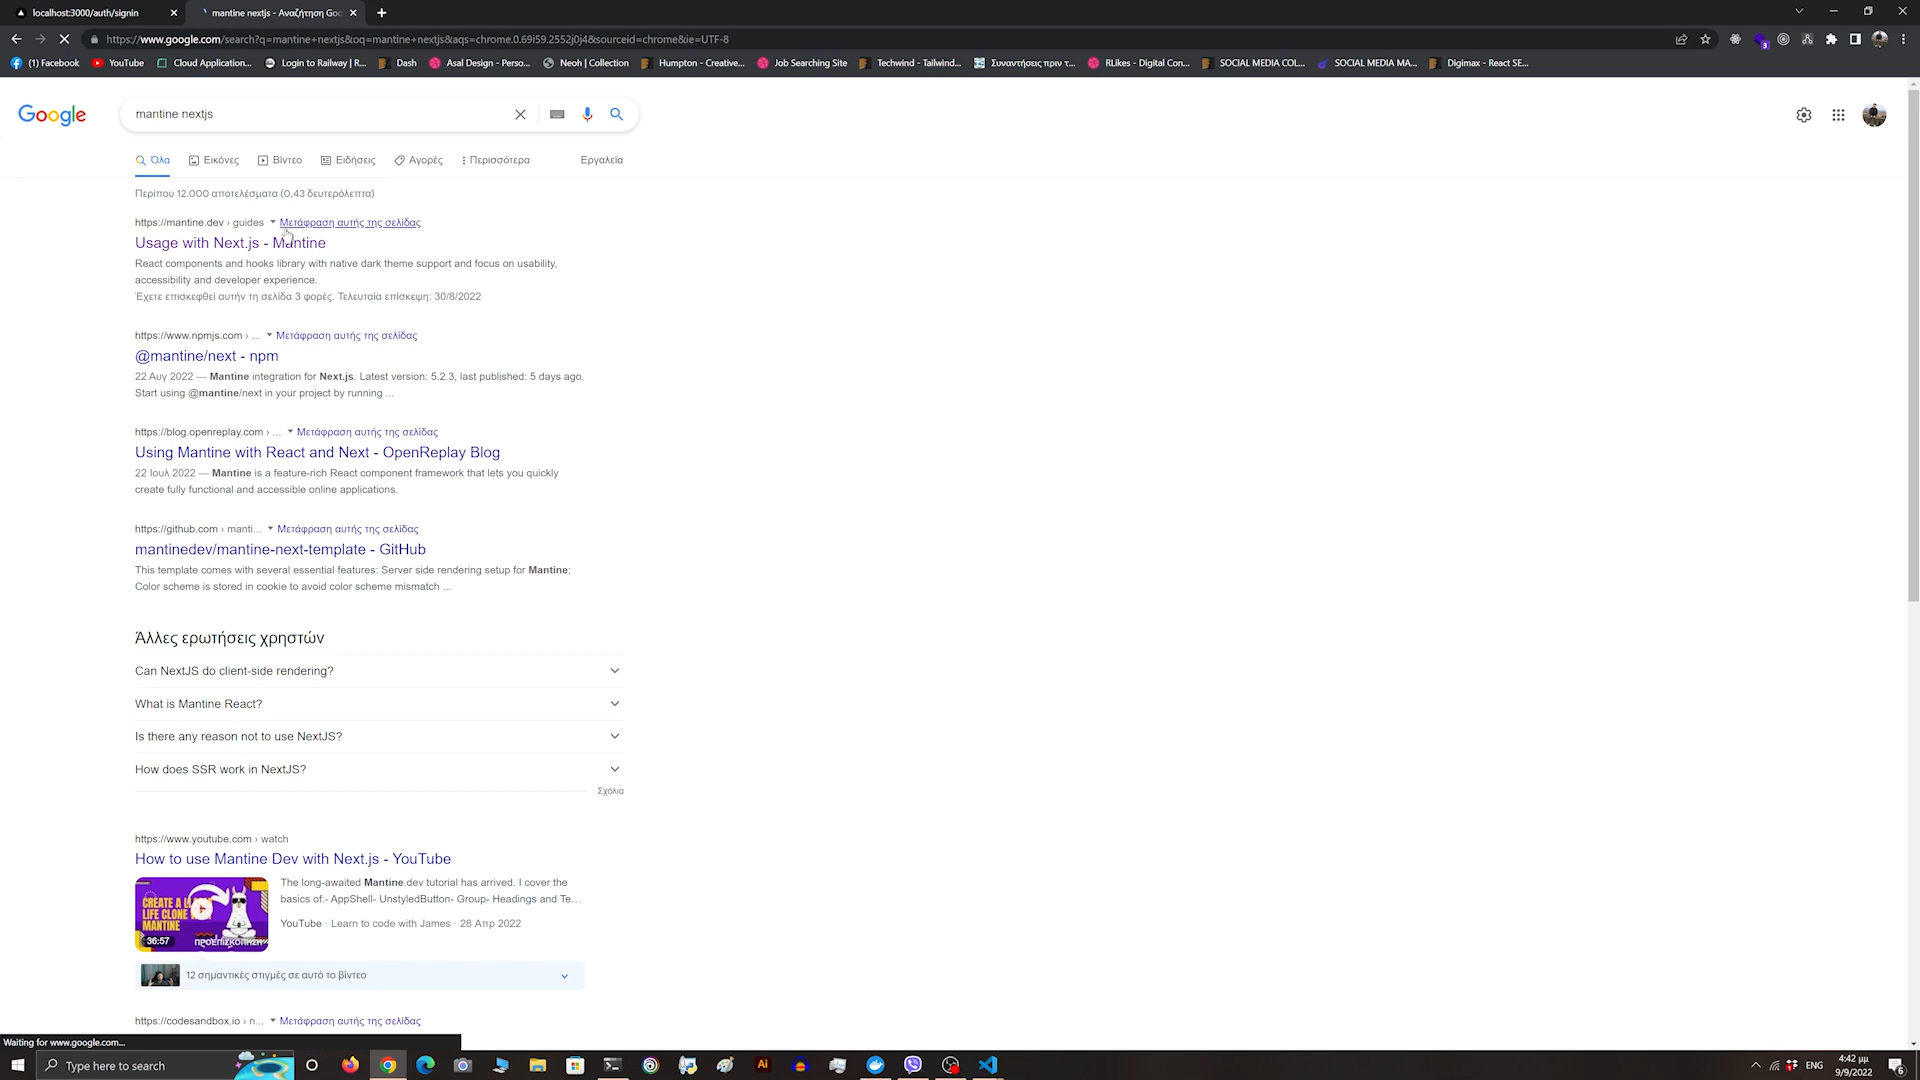 localhost:3000/auth/signin
mantine nextjs - Αναζήτηση Goo
https://www.google.com/search?q=mantine+nextjs&oq=mantine+nextjs&aqs=chrome.0.69i59.2552j0j4&sourceid=chrome&ie=UTF-8
3
(1) Facebook
YouTube
Cloud Application...
Login to Railway | R...
Dash
Asal Design - Perso...
Neoh | Collection
Humpton - Creative...
Job Searching Site
Techwind - Tailwind...
Συναντήσεις πριν τ...
RLikes - Digital Con...
SOCIAL MEDIA COL...
SOCIAL MEDIA MA...
Digimax - React SE...
Google
mantine nextjs
Όλα
Εικόνες
Βίντεο
Ειδήσεις
Αγορές
Περισσότερα
Εργαλεία
Περίπου 12.000 αποτελέσματα (0,43 δευτερόλεπτα)
https://mantine.dev › guides
Μετάφραση αυτής της σελίδας
Usage with Next.js - Mantine
React components and hooks library with native dark theme support and focus on usability,
accessibility and developer experience.
Έχετε επισκεφθεί αυτήν τη σελίδα 3 φορές. Τελευταία επίσκεψη: 30/8/2022
https://www.npmjs.com › ...
Μετάφραση αυτής της σελίδας
@mantine/next - npm
22 Αυγ 2022 — Mantine integration for Next.js. Latest version: 5.2.3, last published: 5 days ago.
Start using @mantine/next in your project by running ...
https://blog.openreplay.com › ...
Μετάφραση αυτής της σελίδας
Using Mantine with React and Next - OpenReplay Blog
22 Ιουλ 2022 — Mantine is a feature-rich React component framework that lets you quickly
create fully functional and accessible online applications.
https://github.com › manti...
Μετάφραση αυτής της σελίδας
mantinedev/mantine-next-template - GitHub
This template comes with several essential features: Server side rendering setup for Mantine;
Color scheme is stored in cookie to avoid color scheme mismatch ...
Άλλες ερωτήσεις χρηστών
Can NextJS do client-side rendering?
What is Mantine React?
Is there any reason not to use NextJS?
How does SSR work in NextJS?
Σχόλια
https://www.youtube.com › watch
How to use Mantine Dev with Next.js - YouTube
CREATE A L
LIFE CLONE
MANTINE
36:57
ΠΡΟΕΠΙΣΚΟΠΗΣΗ
The long-awaited Mantine.dev tutorial has arrived. I cover the
basics of:- AppShell- UnstyledButton- Group- Headings and Te...
YouTube · Learn to code with James · 28 Απρ 2022
12 σημαντικές στιγμές σε αυτό το βίντεο
https://codesandbox.io › n...
Μετάφραση αυτής της σελίδας
Waiting for www.google.com...
Type here to search
Ai
ENG
4:42 μμ
9/9/2022
6